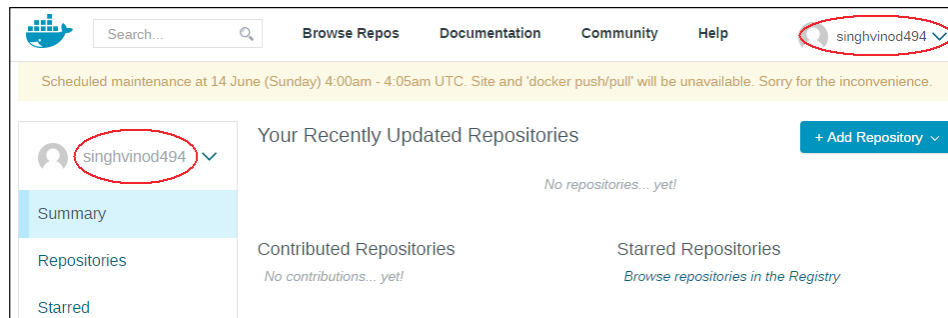 Search... Browse Repos Documentation Community Help singhvinod494
Scheduled maintenance at 14 June (Sunday) 4:00am - 4:05am UTC. Site and 'docker push/pull' will be unavailable. Sorry for the inconvenience.
singhvinod494
Summary
Repositories
Starred
Your Recently Updated Repositories
+ Add Repository
No repositories... yet!
Contributed Repositories
No contributions... yet!
Starred Repositories
Browse repositories in the Registry